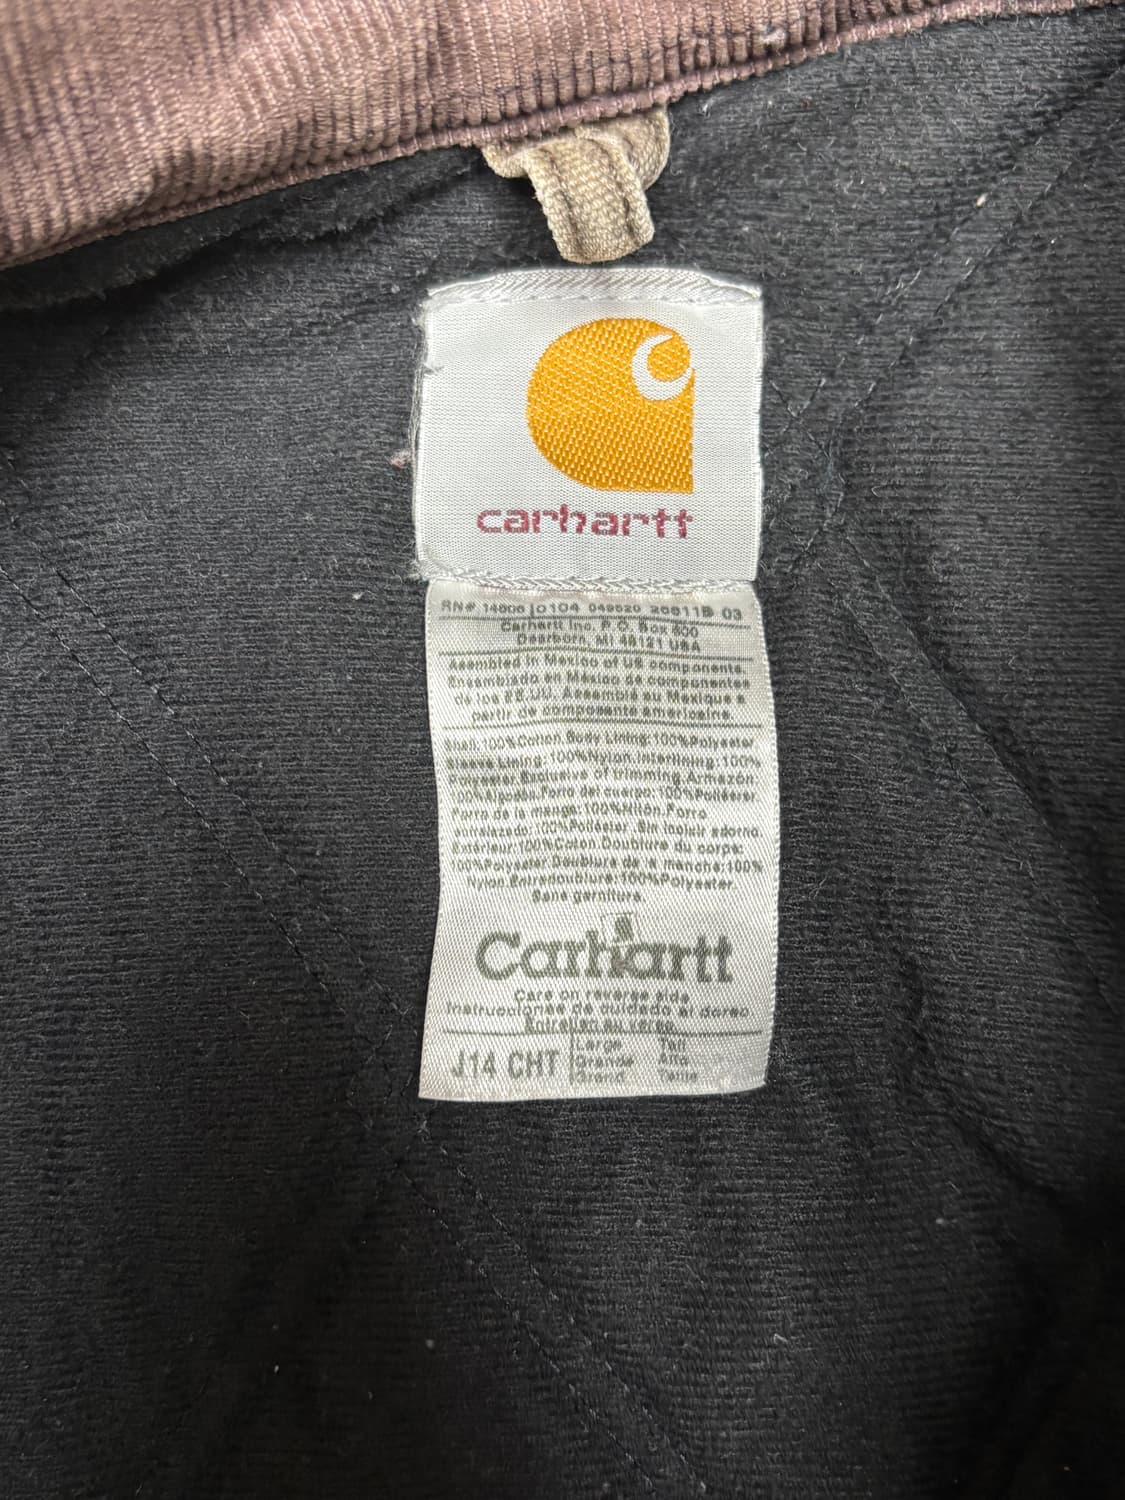 carhartt
RN# 14806 0104 049520 20811B 03
Carhartt Inc. P.O. Box 600
Dearborn, MI 48121 USA
Assembled in Mexico of US components.
Ensamblado en México de componentes
de los EE.UU. Assemblé au Mexique a
partir de composants américains.
Shell:100%Cotton.Body Lining:100%Polyester
Sleeve Lining:100%Nylon.Interlining:100%
Polyester.Exclusive of trimming Armazón:
100%Algodón.Forro del cuerpo:100%Poliéster.
Forro de la manga:100%Nilón.Forro
entrelazado:100%Poliéster.Sin incluir adorno.
Extérieur:100%Coton.Doublure du corps:
100%Polyester.Doublure de la manche:100%
Nylon.Entredoublure:100%Polyester.
Sans garniture.
Carhartt
Care on reverse side
Instrucciones de cuidado al dorso
Entretien au verso
J14 CHT Large Tall
Grande Alto
Grand Taille